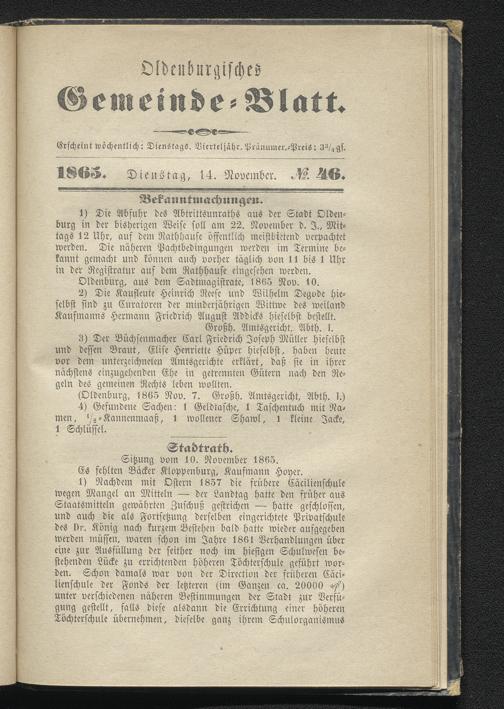 Oldenburgisches
Gemeinde-Blatt.
Erscheint wöchentlich: Dienstags. Vierteljähr. Pränumer.-Preis: 3¾ gs.
1865. Dienstag, 14. November. № 46.
Bekanntmachungen.
1) Die Abfuhr des Abtrittsunraths aus der Stadt Olden-
burg in der bisherigen Weise soll am 22. November d. J., Mit-
tags 12 Uhr, auf dem Rathhause öffentlich meistbietend verpachtet
werden. Die näheren Pachtbedingungen werden im Termine be-
kannt gemacht und können auch vorher täglich von 11 bis 1 Uhr
in der Registratur auf dem Rathhause eingesehen werden.
Oldenburg, aus dem Sadtmagistrate, 1865 Nov. 10.
2) Die Kaufleute Heinrich Reese und Wilhelm Degode hie-
selbst sind zu Curatoren der minderjährigen Wittwe des weiland
Kaufmanns Hermann Friedrich August Addicks hieselbst bestellt.
Großh. Amtsgericht, Abth. I.
3) Der Büchsenmacher Carl Friedrich Joseph Müller hieselbst
und dessen Braut, Elise Henriette Hüper hieselbst, haben heute
vor dem unterzeichneten Amtsgerichte erklärt, daß sie in ihrer
nächstens einzugehenden Ehe in getrennten Gütern nach den Re-
geln des gemeinen Rechts leben wollten.
(Oldenburg, 1865 Nov. 7. Großh. Amtsgericht, Abth. I.)
4) Gefundene Sachen: 1 Geldtasche, 1 Taschentuch mit Na-
men, ½-Kannenmaaß, 1 wollener Shawl, 1 kleine Jacke,
1 Schlüssel.
Stadtrath.
Sitzung vom 10. November 1865.
Es fehlten Bäcker Kloppenburg, Kaufmann Hoyer.
1) Nachdem mit Ostern 1857 die frühere Cäcilienschule
wegen Mangel an Mitteln — der Landtag hatte den früher aus
Staatsmitteln gewährten Zuschuß gestrichen — hatte geschlossen,
und auch die als Fortsetzung derselben eingerichtete Privatschule
des Dr. König nach kurzem Bestehen bald hatte wieder aufgegeben
werden müssen, waren schon im Jahre 1861 Verhandlungen über
eine zur Ausfüllung der seither noch im hiesigen Schulwesen be-
stehenden Lücke zu errichtenden höheren Töchterschule geführt wor-
den. Schon damals war von der Direction der früheren Cäci-
lienschule der Fonds der letzteren (im Ganzen ca. 20000 ₰)
unter verschiedenen näheren Bestimmungen der Stadt zur Verfü-
gung gestellt, falls diese alsdann die Errichtung einer höheren
Töchterschule übernehmen, dieselbe ganz ihrem Schulorganismus